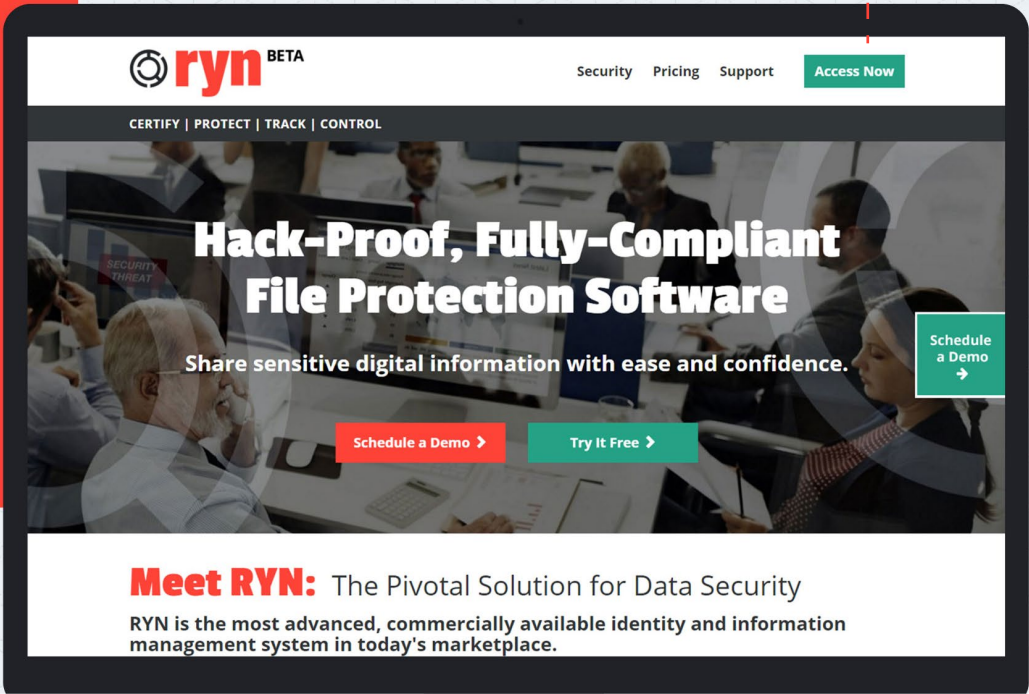 ryn BETA
Security Pricing Support Access Now
CERTIFY | PROTECT | TRACK | CONTROL
SECURITY
THREAT
Hack-Proof, Fully-Compliant
File Protection Software
Share sensitive digital information with ease and confidence.
Schedule a Demo
Try It Free
Schedule
a Demo
Meet RYN: The Pivotal Solution for Data Security
RYN is the most advanced, commercially available identity and information
management system in today's marketplace.